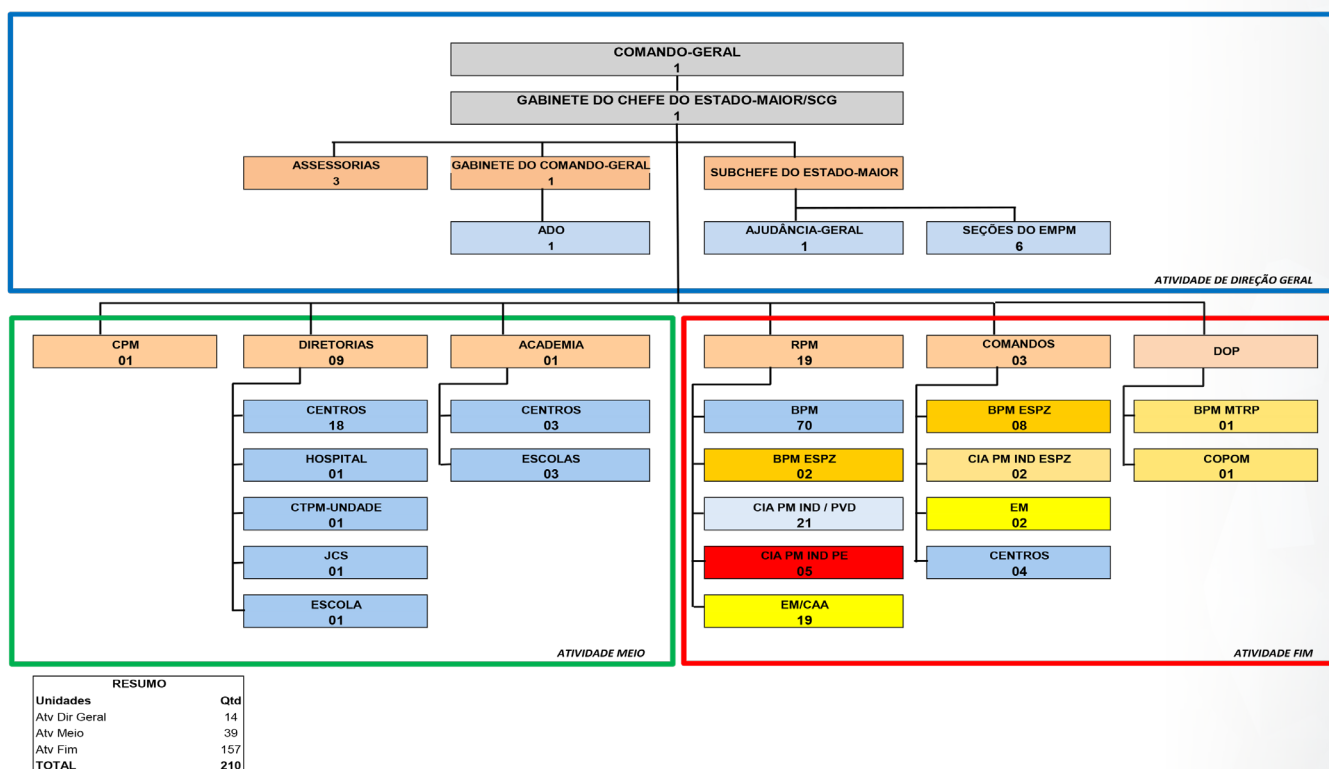 COMANDO-GERAL
1
GABINETE DO CHEFE DO ESTADO-MAIOR/SCG
1
ASSESSORIAS
3
GABINETE DO COMANDO-GERAL
1
SUBCHEFE DO ESTADO-MAIOR
ADO
1
AJUDÂNCIA-GERAL
1
SEÇÕES DO EMPM
6
ATIVIDADE DE DIREÇÃO GERAL
CPM
01
DIRETORIAS
09
ACADEMIA
01
CENTROS
18
CENTROS
03
HOSPITAL
01
ESCOLAS
03
CTPM-UNDADE
01
JCS
01
ESCOLA
01
ATIVIDADE MEIO
RPM
19
COMANDOS
03
DOP
BPM
70
BPM ESPZ
08
BPM MTRP
01
BPM ESPZ
02
CIA PM IND ESPZ
02
COPOM
01
CIA PM IND / PVD
21
EM
02
CIA PM IND PE
05
CENTROS
04
EM/CAA
19
ATIVIDADE FIM
RESUMO
Unidades Qtd
Atv Dir Geral 14
Atv Meio 39
Atv Fim 157
TOTAL 210